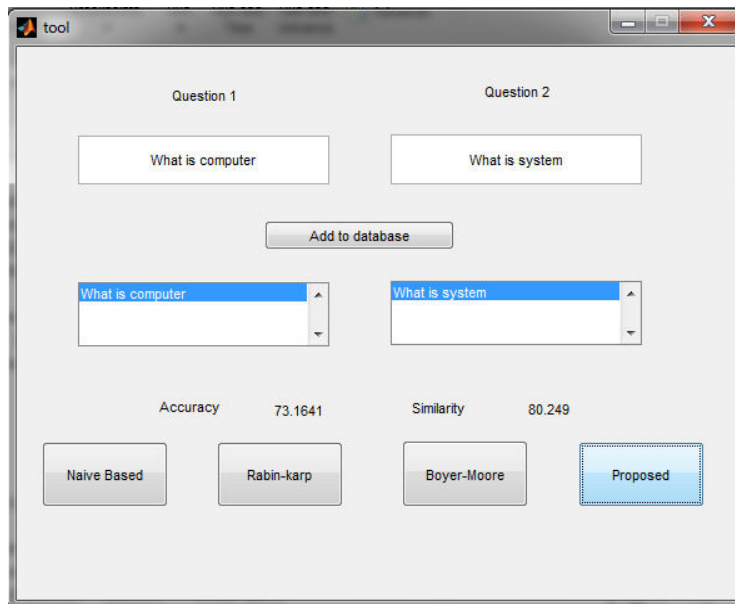 tool
Question 1 Question 2
What is computer What is system
Add to database
What is computer What is system
Accuracy 73.1641 Similarity 80.249
Naive Based Rabin-karp Boyer-Moore Proposed